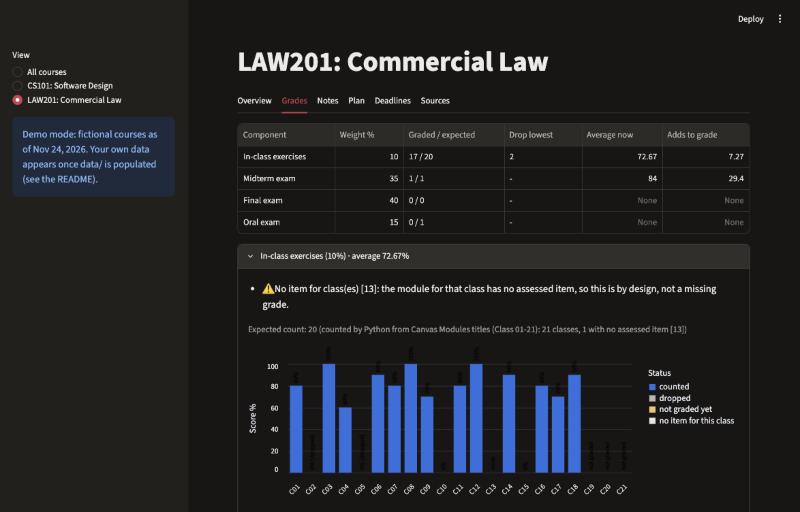 Deploy
View
All courses
CS101: Software Design
LAW201: Commercial Law
Demo mode: fictional courses as
of Nov 24, 2026. Your own data
appears once data/ is populated
(see the README).
LAW201: Commercial Law
Overview Grades Notes Plan Deadlines Sources
Component Weight % Graded / expected Drop lowest Average now Adds to grade
In-class exercises 10 17 / 20 2 72.67 7.27
Midterm exam 35 1 / 1 - 84 29.4
Final exam 40 0 / 0 - None None
Oral exam 15 0 / 1 - None None
In-class exercises (10%) · average 72.67%
⚠️No item for class(es) [13]: the module for that class has no assessed item, so this is by design, not a missing
grade.
Expected count: 20 (counted by Python from Canvas Modules titles (Class 01-21): 21 classes, 1 with no assessed item [13])
Status
counted
dropped
not graded yet
no item for this class
Score %
100
80
60
40
20
0
C01 C02 C03 C04 C05 C06 C07 C08 C09 C10 C11 C12 C13 C14 C15 C16 C17 C18 C19 C20 C21